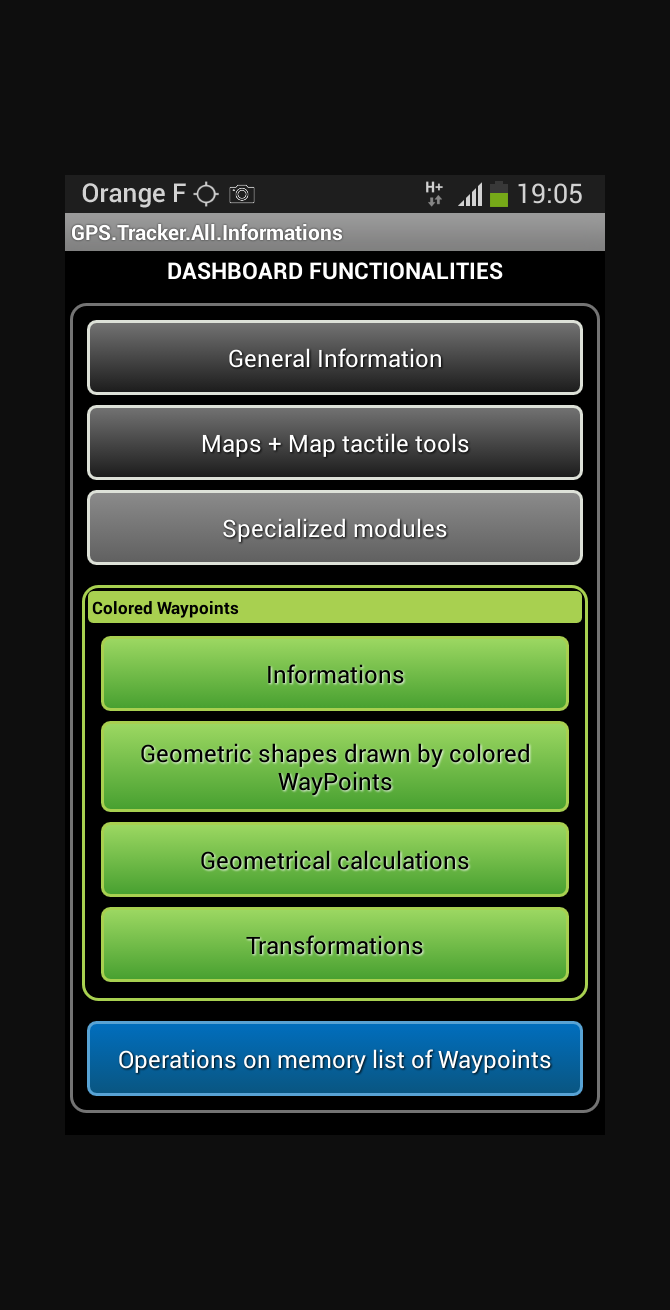 Orange F H+ 19:05
GPS.Tracker.All.Informations
DASHBOARD FUNCTIONALITIES
General Information
Maps + Map tactile tools
Specialized modules
Colored Waypoints
Informations
Geometric shapes drawn by colored
WayPoints
Geometrical calculations
Transformations
Operations on memory list of Waypoints